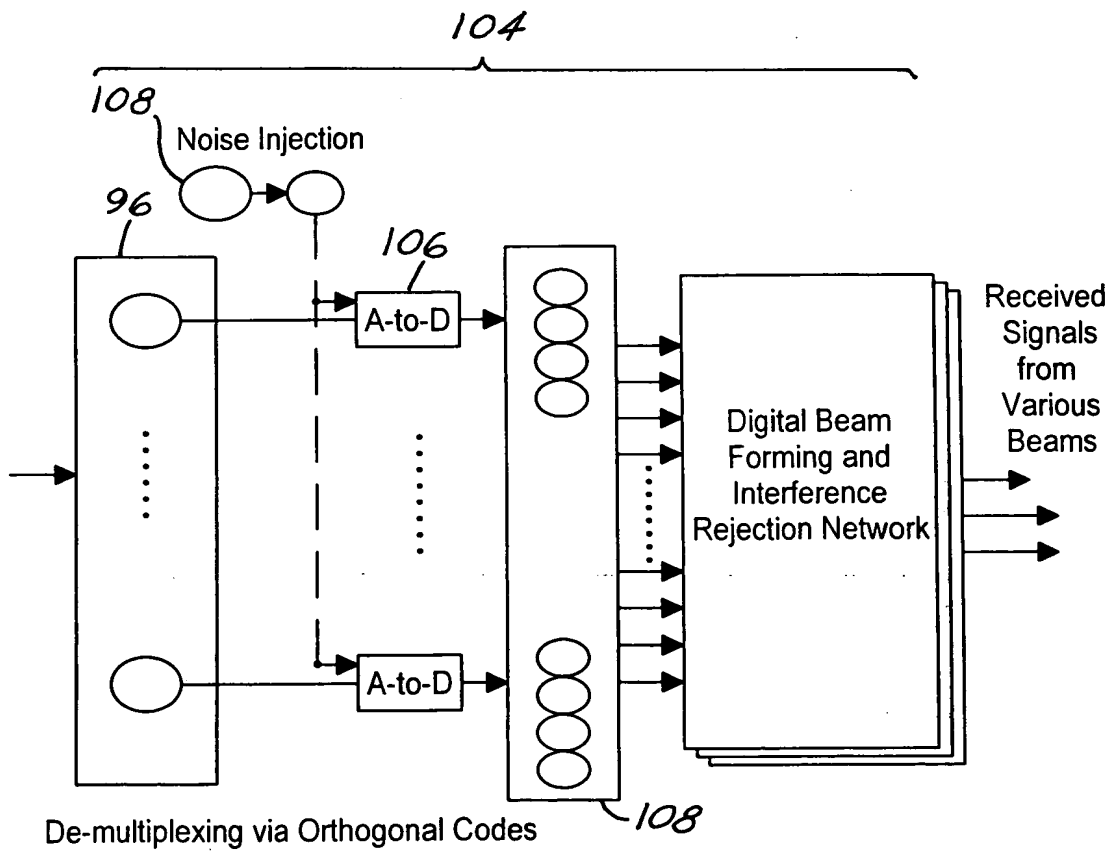 104
108
Noise Injection
96
106
A-to-D
Received
Signals
from
Various
Beams
Digital Beam
Forming and
Interference
Rejection Network
A-to-D
108
De-multiplexing via Orthogonal Codes